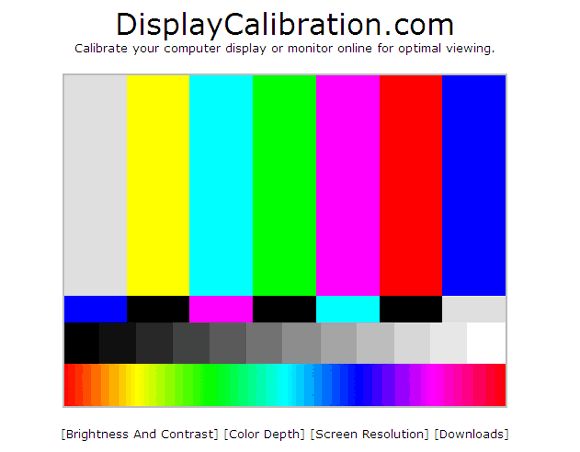 DisplayCalibration.com
Calibrate your computer display or monitor online for optimal viewing.
[Brightness And Contrast] [Color Depth] [Screen Resolution] [Downloads]